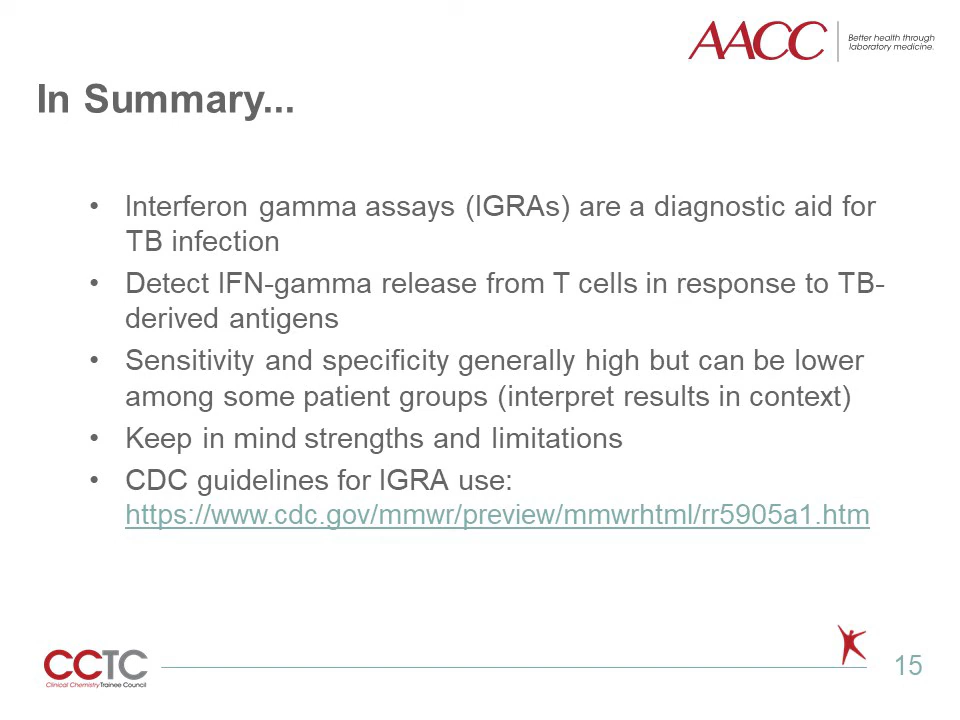 AACC
Better health through
laboratory medicine.
In Summary...
• Interferon gamma assays (IGRAs) are a diagnostic aid for
TB infection
• Detect IFN-gamma release from T cells in response to TB-
derived antigens
• Sensitivity and specificity generally high but can be lower
among some patient groups (interpret results in context)
• Keep in mind strengths and limitations
• CDC guidelines for IGRA use:
https://www.cdc.gov/mmwr/preview/mmwrhtml/rr5905a1.htm
CCTC
Clinical Chemistry Trainee Council
15